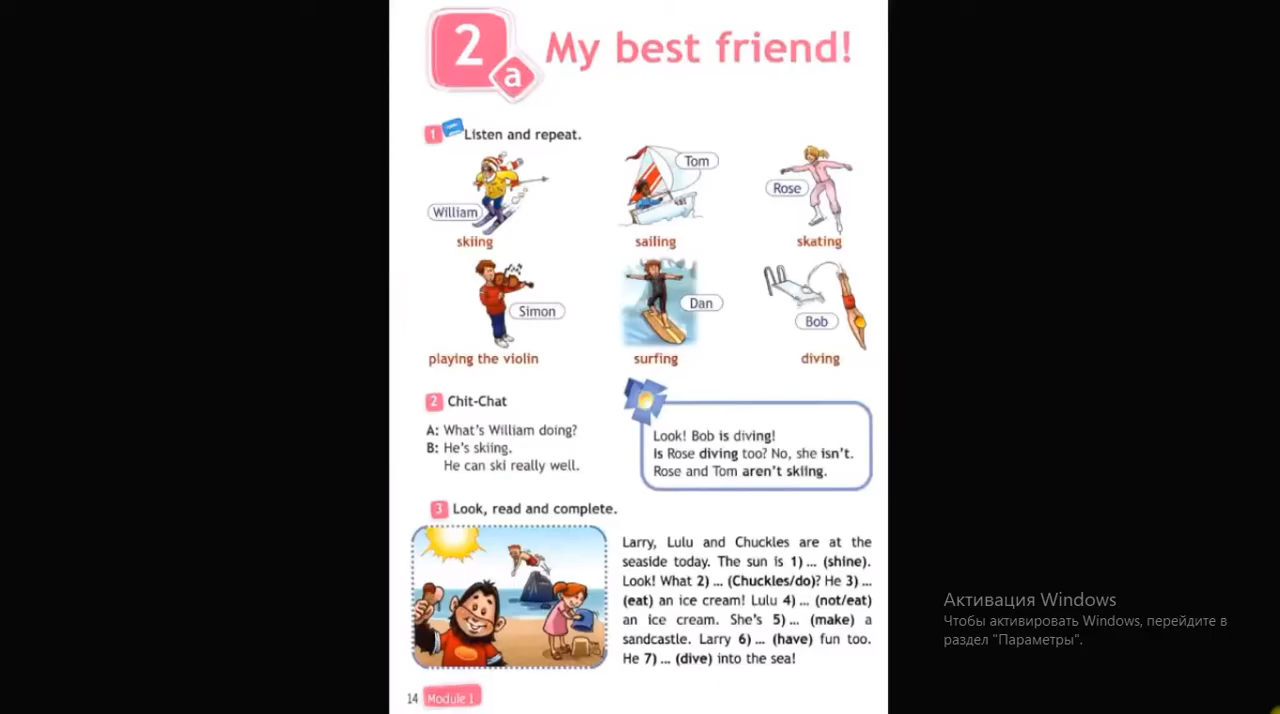 2
a
My best friend!
1 Listen and repeat.
William
skiing
Tom
sailing
Rose
skating
Simon
playing the violin
Dan
surfing
Bob
diving
2 Chit-Chat
A: What's William doing?
B: He's skiing.
He can ski really well.
Look! Bob is diving!
Is Rose diving too? No, she isn't.
Rose and Tom aren't skiing.
3 Look, read and complete.
Larry, Lulu and Chuckles are at the
seaside today. The sun is 1) ... (shine).
Look! What 2) ... (Chuckles/do)? He 3) ...
(eat) an ice cream! Lulu 4) ... (not/eat)
an ice cream. She's 5) ... (make) a
sandcastle. Larry 6) ... (have) fun too.
He 7) ... (dive) into the sea!
14 Module 1
Активация Windows
Чтобы активировать Windows, перейдите в
раздел "Параметры".